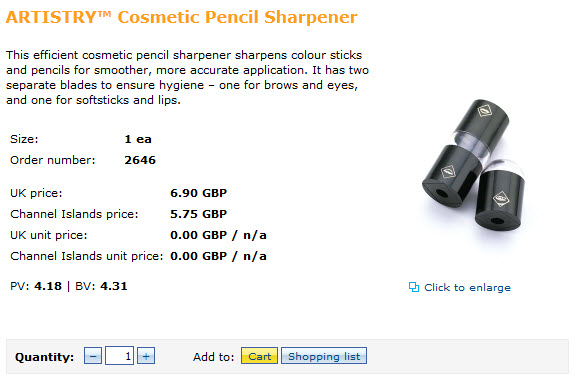 ARTISTRY™ Cosmetic Pencil Sharpener
This efficient cosmetic pencil sharpener sharpens colour sticks
and pencils for smoother, more accurate application. It has two
separate blades to ensure hygiene – one for brows and eyes,
and one for softsticks and lips.
Size: 1 ea
Order number: 2646
UK price: 6.90 GBP
Channel Islands price: 5.75 GBP
UK unit price: 0.00 GBP / n/a
Channel Islands unit price: 0.00 GBP / n/a
PV: 4.18 | BV: 4.31
Click to enlarge
Quantity: - 1 + Add to: Cart Shopping list